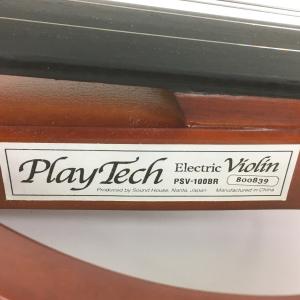 PlayTech Electric Violin
PSV-100BR 800839
Produced by Sound House, Narita, Japan Manufactured in China